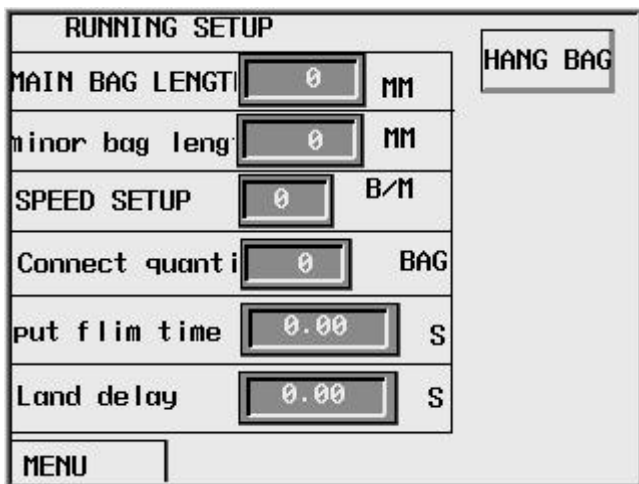 RUNNING SETUP
HANG BAG
MAIN BAG LENGT 0 MM
minor bag leng 0 MM
SPEED SETUP 0 B/M
Connect quanti 0 BAG
put flim time 0.00 S
Land delay 0.00 S
MENU